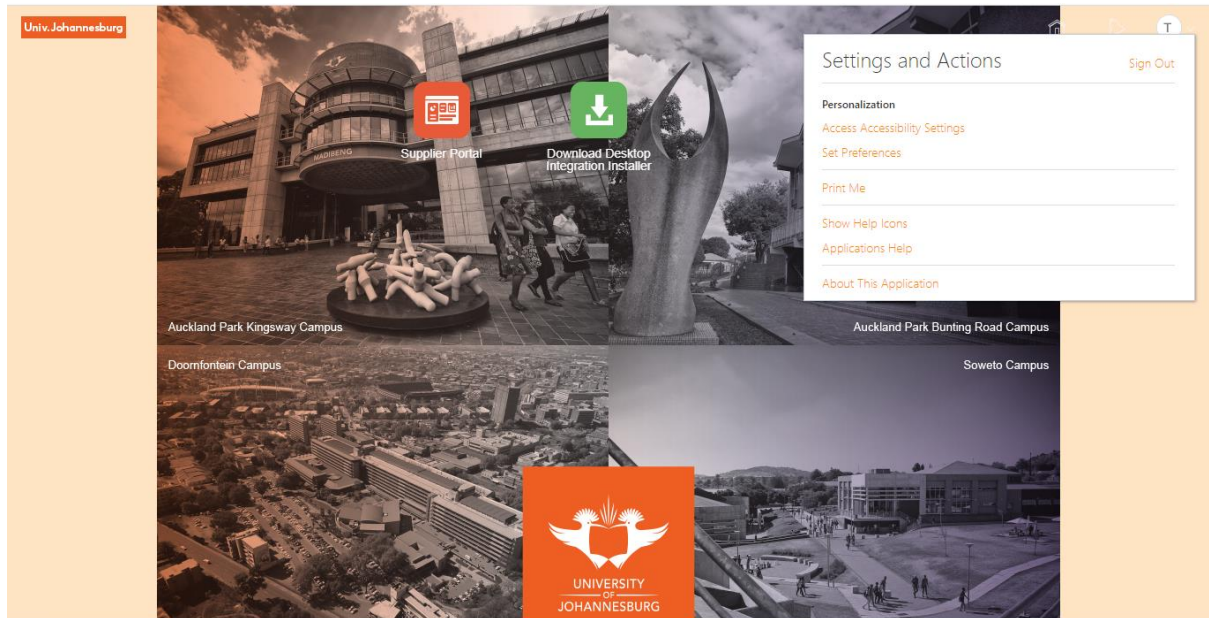 Univ. Johannesburg
T
Settings and Actions
Sign Out
Personalization
Access Accessibility Settings
Set Preferences
Print Me
Show Help Icons
Applications Help
About This Application
Supplier Portal
Download Desktop
Integration Installer
MADIBENG
Auckland Park Kingsway Campus
Auckland Park Bunting Road Campus
Doornfontein Campus
Soweto Campus
UNIVERSITY
OF
JOHANNESBURG